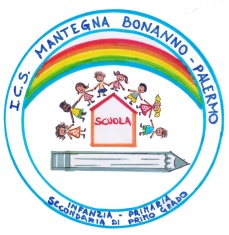 I.C.S. MANTEGNA BONANNO - PALERMO
SCUOLA
INFANZIA - PRIMARIA
SECONDARIA DI PRIMO GRADO